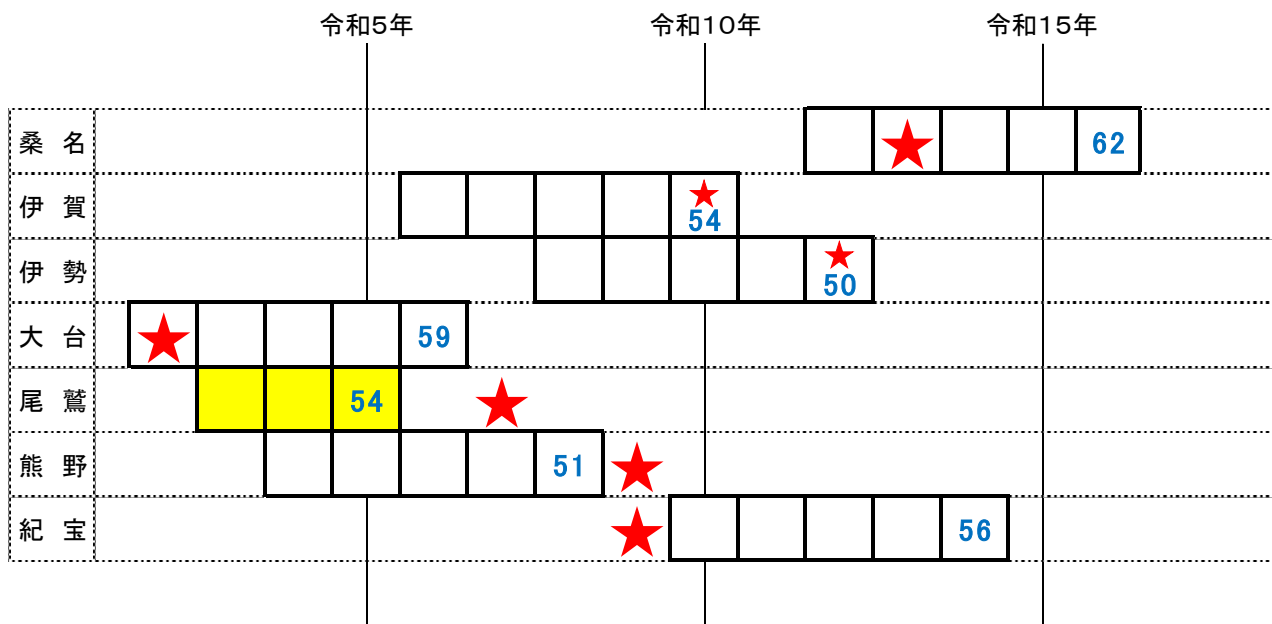 令和5年 令和10年 令和15年
桑 名 62
伊 賀 54
伊 勢 50
大 台 59
尾 鷲 54
熊 野 51
紀 宝 56